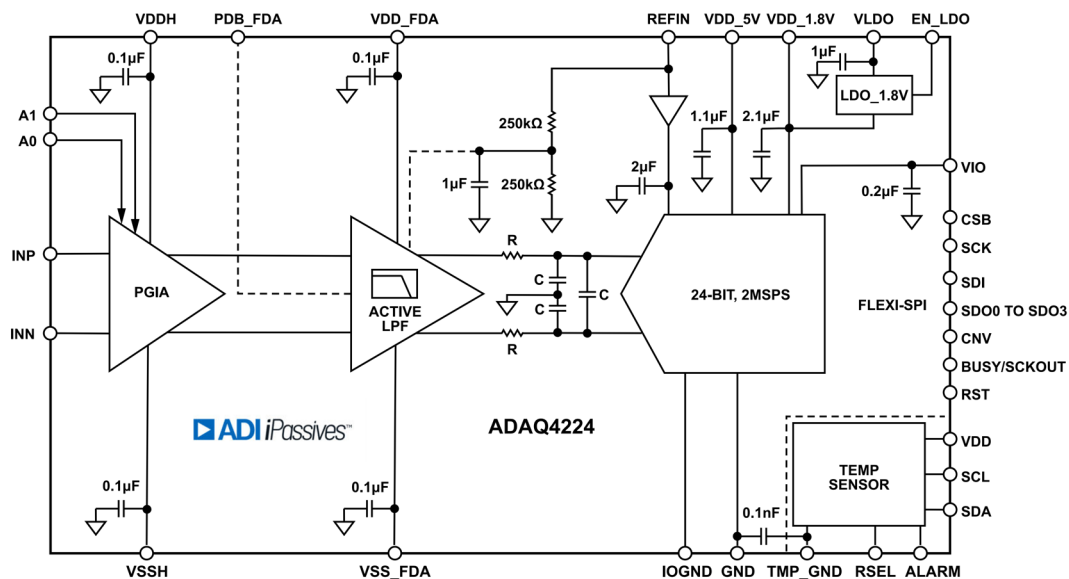 VDDH
PDB_FDA
VDD_FDA
REFIN
VDD_5V
VDD_1.8V
VLDO
EN_LDO
0.1µF
0.1µF
1µF
LDO_1.8V
A1
A0
250kΩ
1.1µF
2.1µF
1µF
250kΩ
2µF
VIO
0.2µF
CSB
SCK
INP
R
PGIA
ACTIVE
LPF
C
C
C
24-BIT, 2MSPS
FLEXI-SPI
SDI
SDO0 TO SDO3
INN
R
CNV
BUSY/SCKOUT
RST
ADI iPassives™
ADAQ4224
VDD
TEMP
SENSOR
SCL
SDA
0.1µF
0.1µF
0.1nF
VSSH
VSS_FDA
IOGND
GND
TMP_GND
RSEL
ALARM